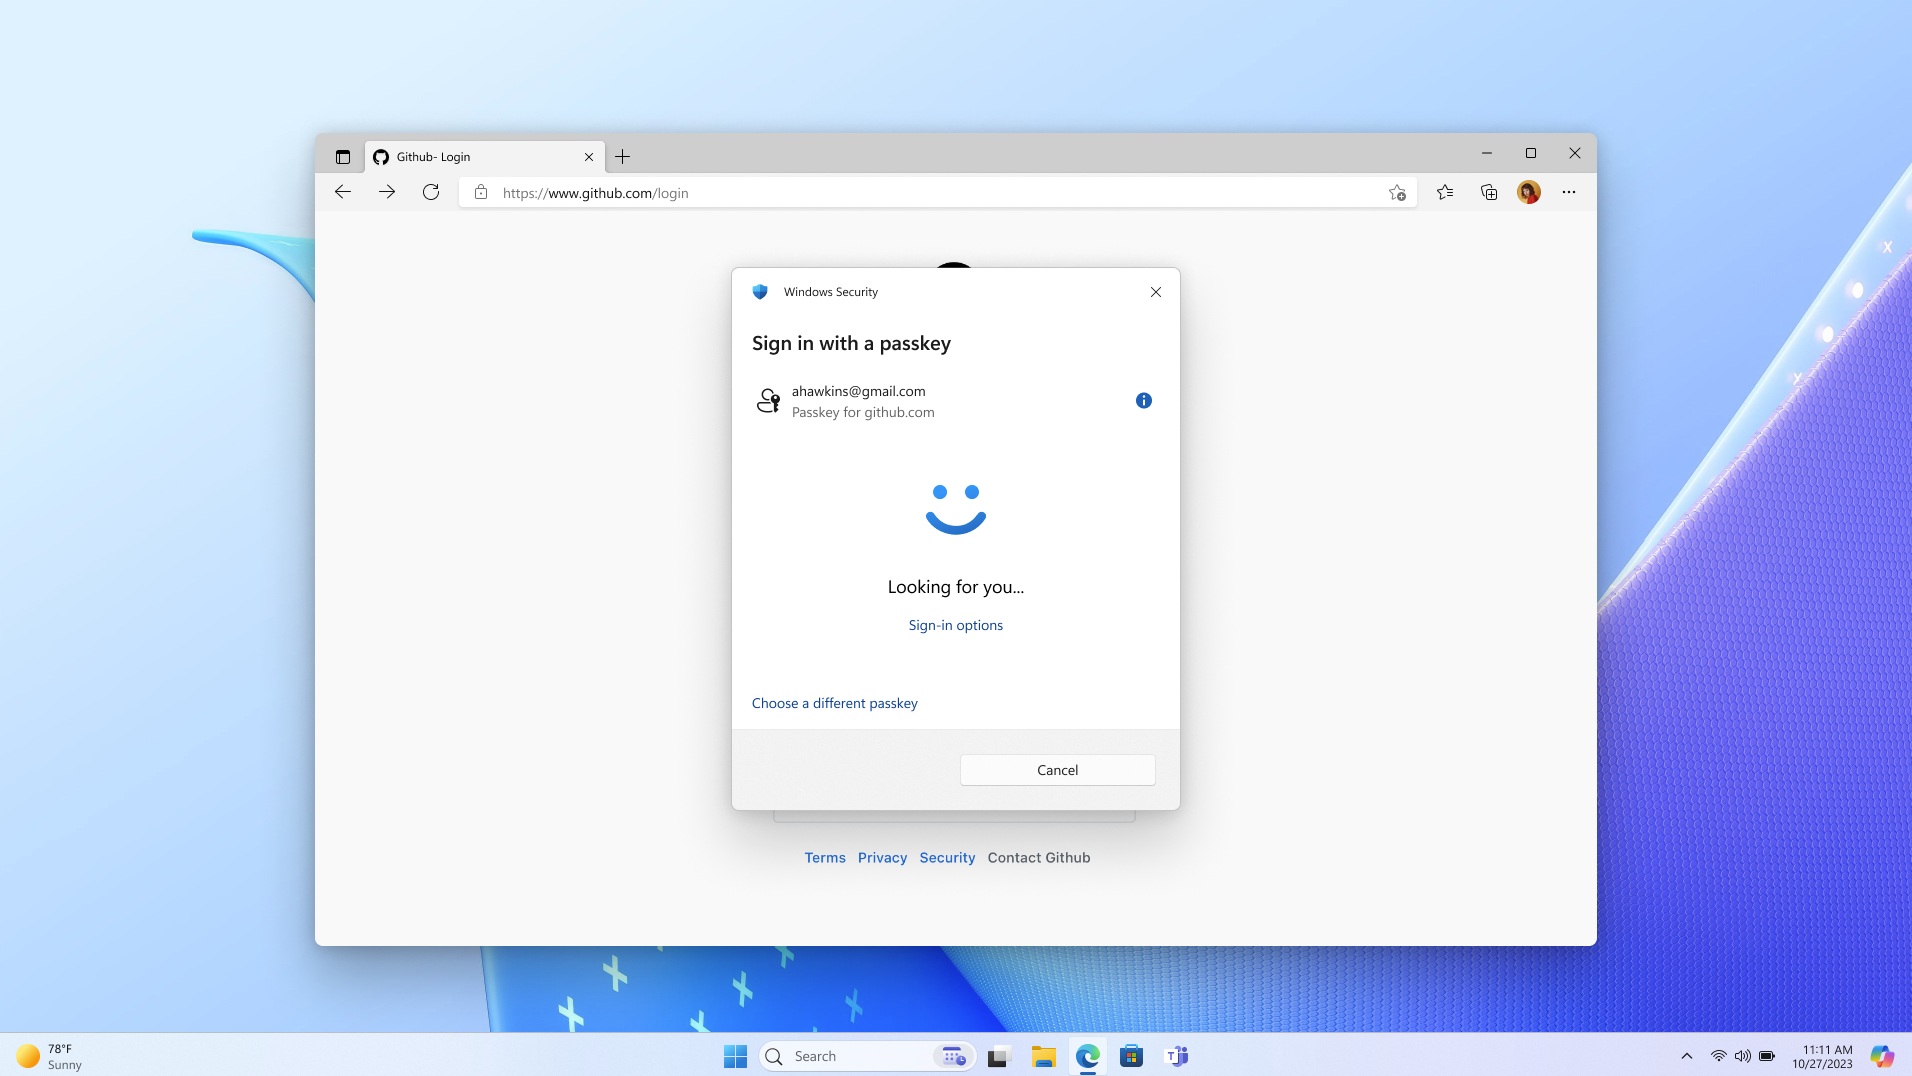 Github- Login
https://www.github.com/login
Windows Security
Sign in with a passkey
ahawkins@gmail.com
Passkey for github.com
Looking for you...
Sign-in options
Choose a different passkey
Cancel
Terms Privacy Security Contact Github
78°F
Sunny
Search
11:11 AM
10/27/2023